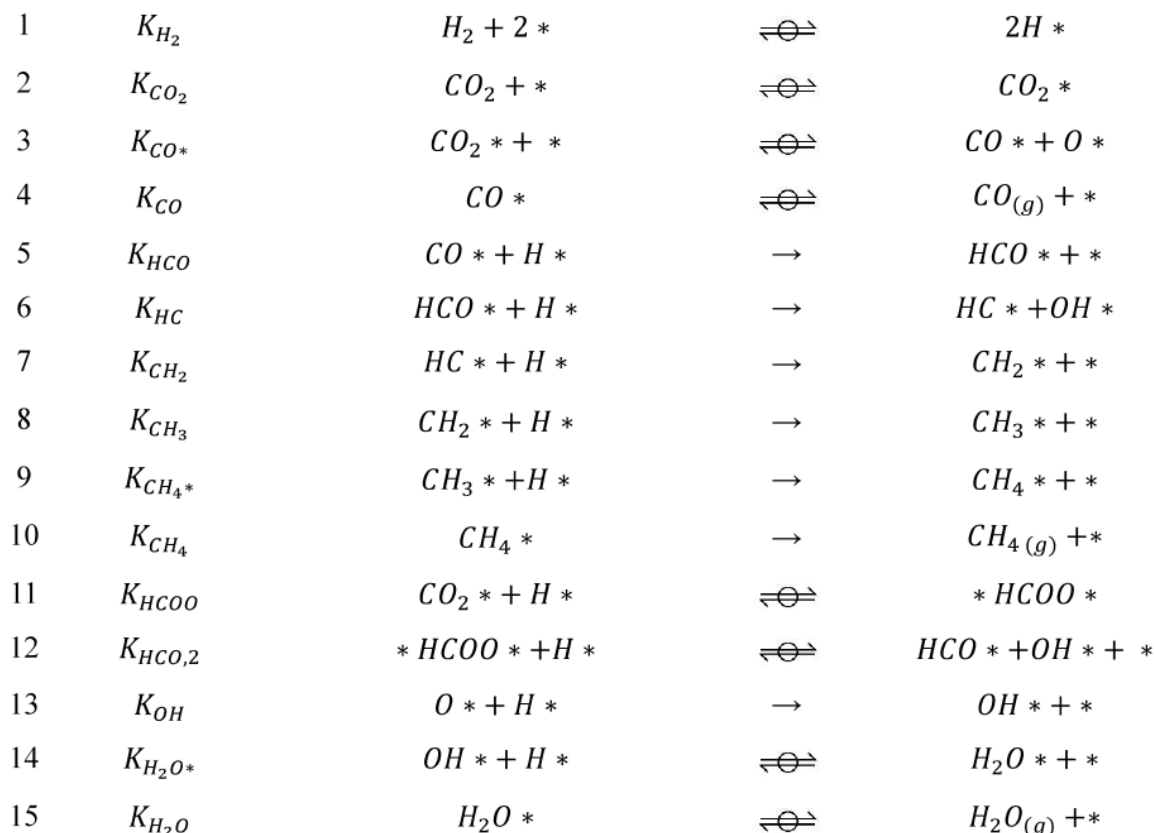 1 K_{H_2} H_2 + 2 * ⇌ 2H *
2 K_{CO_2} CO_2 + * ⇌ CO_2 *
3 K_{CO*} CO_2 * + * ⇌ CO * + O *
4 K_{CO} CO * ⇌ CO_{(g)} + *
5 K_{HCO} CO * + H * → HCO * + *
6 K_{HC} HCO * + H * → HC * +OH *
7 K_{CH_2} HC * + H * → CH_2 * + *
8 K_{CH_3} CH_2 * + H * → CH_3 * + *
9 K_{CH_4*} CH_3 * +H * → CH_4 * + *
10 K_{CH_4} CH_4 * → CH_{4 (g)} +*
11 K_{HCOO} CO_2 * + H * ⇌ * HCOO *
12 K_{HCO,2} * HCOO * +H * ⇌ HCO * +OH * + *
13 K_{OH} O * + H * → OH * + *
14 K_{H_2O*} OH * + H * ⇌ H_2O * + *
15 K_{H_2O} H_2O * ⇌ H_2O_{(g)} +*